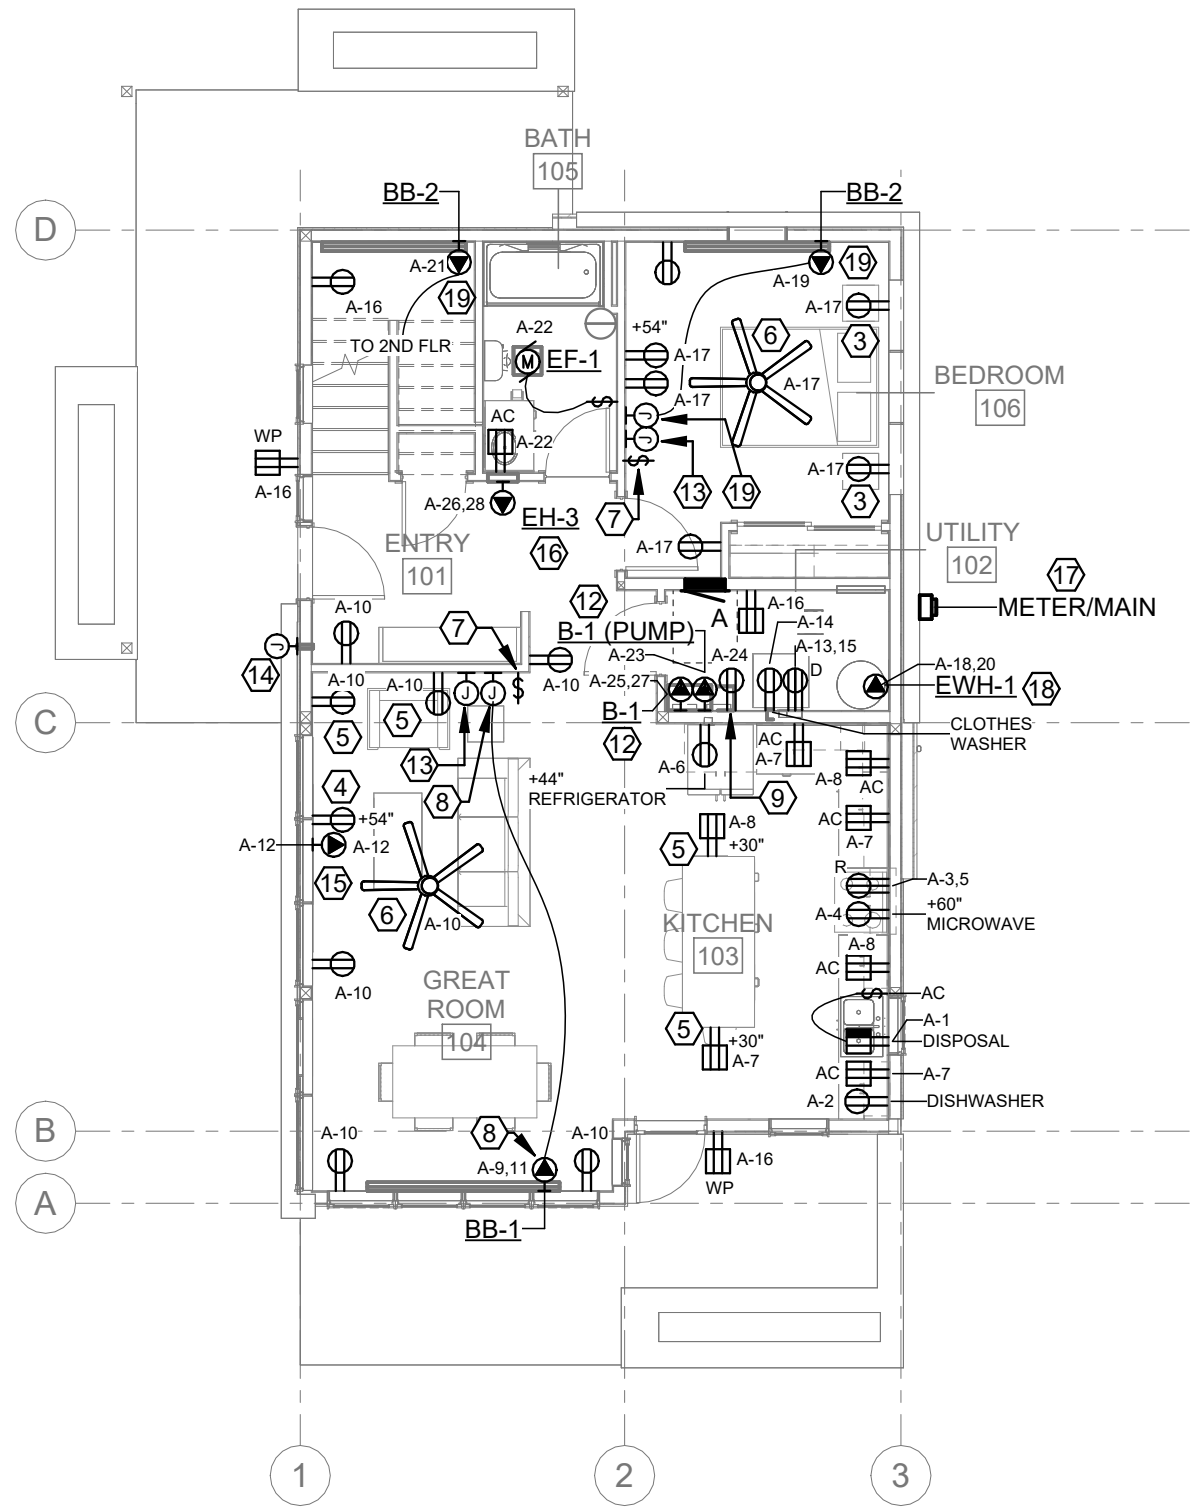 BATH
105
BB-2
BB-2
D
A-21
19
A-19
19
A-16
A-17
3
TO 2ND FLR
A-22
M
EF-1
+54"
A-17
6
A-17
A-17
BEDROOM
106
AC
A-22
J
J
WP
A-16
A-26,28
EH-3
16
7
13
19
A-17
3
ENTRY
101
A-17
UTILITY
102
17
METER/MAIN
A-10
12
A
A-16
A-14
7
B-1 (PUMP)
A-23
A-24
A-13,15
D
J
14
A-10
A-10
J
J
A-10
A-25,27
A-18,20
EWH-1
18
C
5
5
B-1
12
CLOTHES
WASHER
13
8
A-6
AC
A-7
A-8
AC
4
+44"
REFRIGERATOR
9
+54"
A-12
A-12
15
5
A-8
+30"
AC
A-7
R
A-3,5
6
A-10
A-4
+60"
MICROWAVE
KITCHEN
103
A-8
AC
A-10
GREAT
ROOM
104
AC
5
+30"
A-7
A-1
DISPOSAL
AC
A-7
A-2
DISHWASHER
B
A-10
8
A-10
A-9,11
A-16
WP
A
BB-1
1
2
3